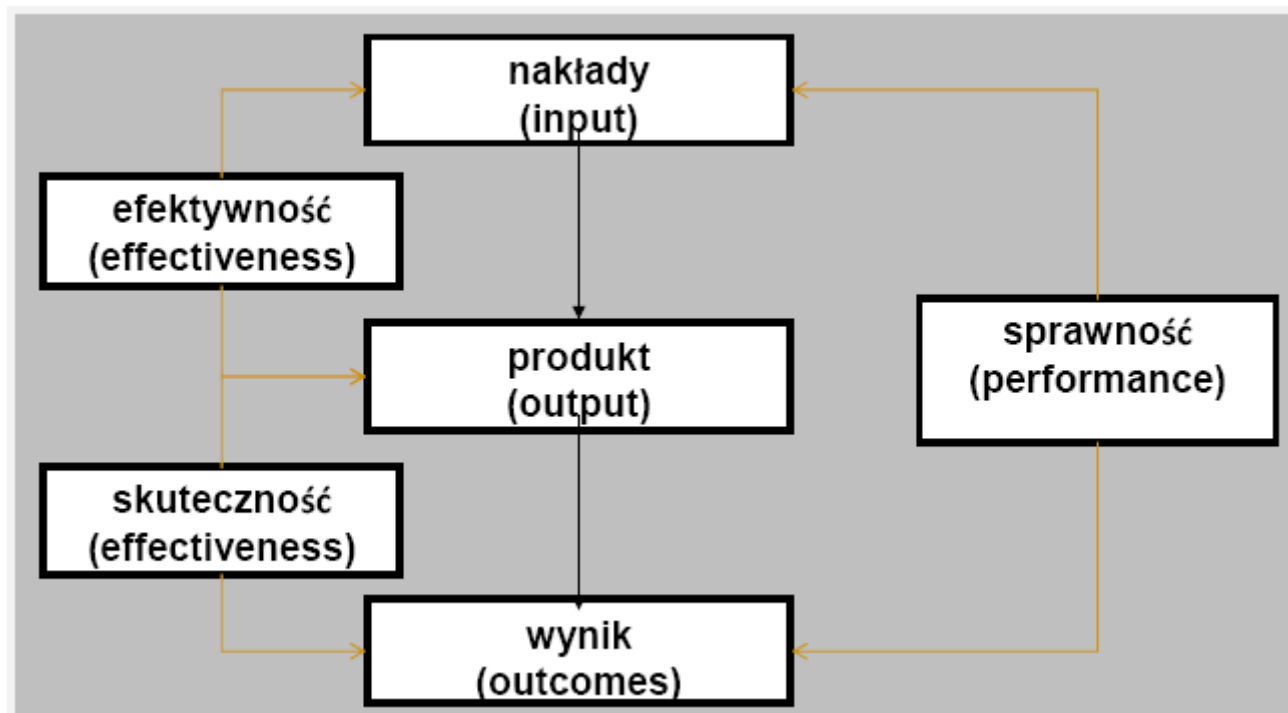 nakłady
(input)
efektywność
(effectiveness)
produkt
(output)
sprawność
(performance)
skuteczność
(effectiveness)
wynik
(outcomes)